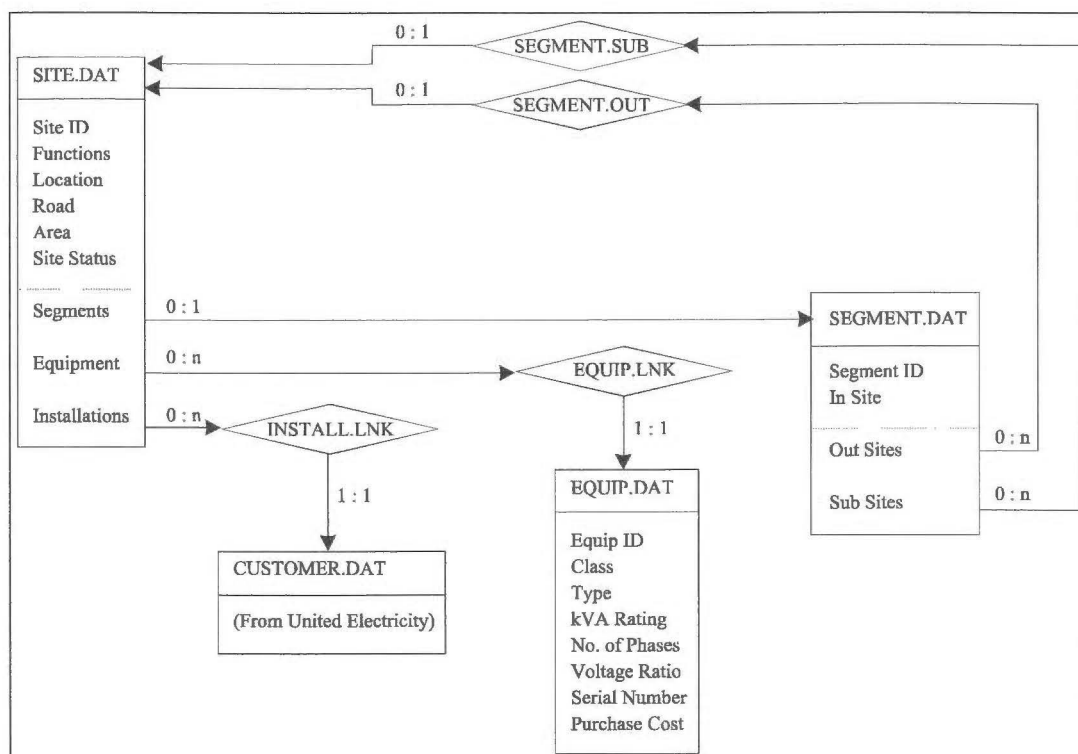 0 : 1
SEGMENT.SUB
SITE.DAT
0 : 1
SEGMENT.OUT
Site ID
Functions
Location
Road
Area
Site Status
Segments
0 : 1
Equipment
0 : n
Installations
0 : n
SEGMENT.DAT
Segment ID
In Site
Out Sites
0 : n
Sub Sites
0 : n
EQUIP.LNK
1 : 1
INSTALL.LNK
1 : 1
EQUIP.DAT
Equip ID
Class
Type
kVA Rating
No. of Phases
Voltage Ratio
Serial Number
Purchase Cost
CUSTOMER.DAT
(From United Electricity)